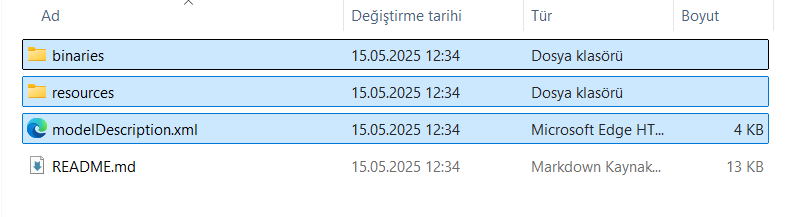 Ad Değiştirme tarihi Tür Boyut
binaries 15.05.2025 12:34 Dosya klasörü
resources 15.05.2025 12:34 Dosya klasörü
modelDescription.xml 15.05.2025 12:34 Microsoft Edge HT... 4 KB
README.md 15.05.2025 12:34 Markdown Kaynak... 13 KB